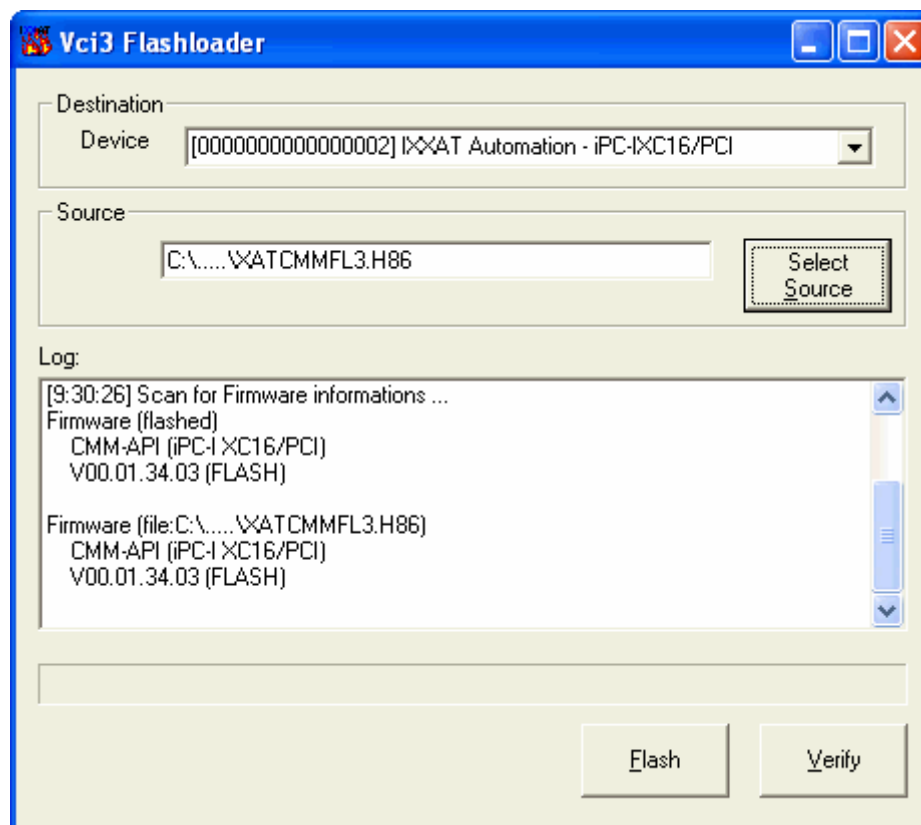 Vci3 Flashloader
Destination
Device
[0000000000000002] IXXAT Automation - iPC-IXC16/PCI
Source
C:\.....\XATCMMFL3.H86
Select
Source
Log:
[9:30:26] Scan for Firmware informations ...
Firmware (flashed)
CMM-API (iPC-I XC16/PCI)
V00.01.34.03 (FLASH)
Firmware (file:C:\.....\XATCMMFL3.H86)
CMM-API (iPC-I XC16/PCI)
V00.01.34.03 (FLASH)
Flash
Verify